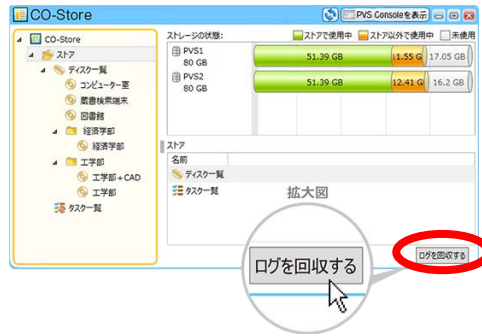 CO-Store
PVS Consoleを表示
CO-Store
ストア
ディスク一覧
コンピューター室
蔵書検索端末
図書館
経済学部
経済学部
工学部
工学部+CAD
工学部
タスク一覧
ストレージの状態: ストアで使用中 ストア以外で使用中 未使用
PVS1
80 GB
51.39 GB 11.55 G 17.05 GB
PVS2
80 GB
51.39 GB 12.41 G 16.2 GB
ストア
名前
ディスク一覧
タスク一覧
拡大図
ログを回収する
ログを回収する